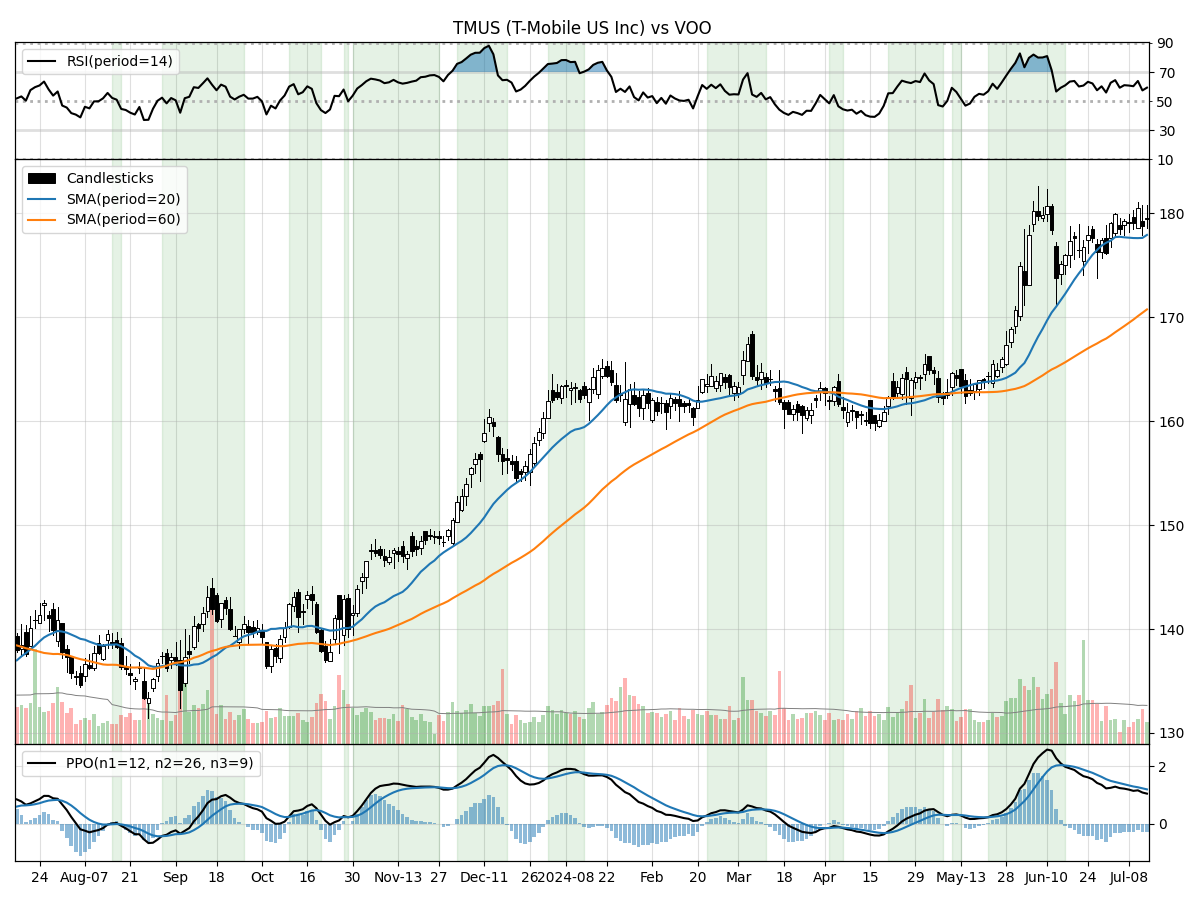 TMUS (T-Mobile US Inc) vs VOO
RSI(period=14)
90
70
50
30
10
Candlesticks
SMA(period=20)
SMA(period=60)
180
170
160
150
140
130
PPO(n1=12, n2=26, n3=9)
2
0
24 Aug-07 21 Sep 18 Oct 16 30 Nov-13 27 Dec-11 26 2024-08 22 Feb 20 Mar 18 Apr 15 29 May-13 28 Jun-10 24 Jul-08